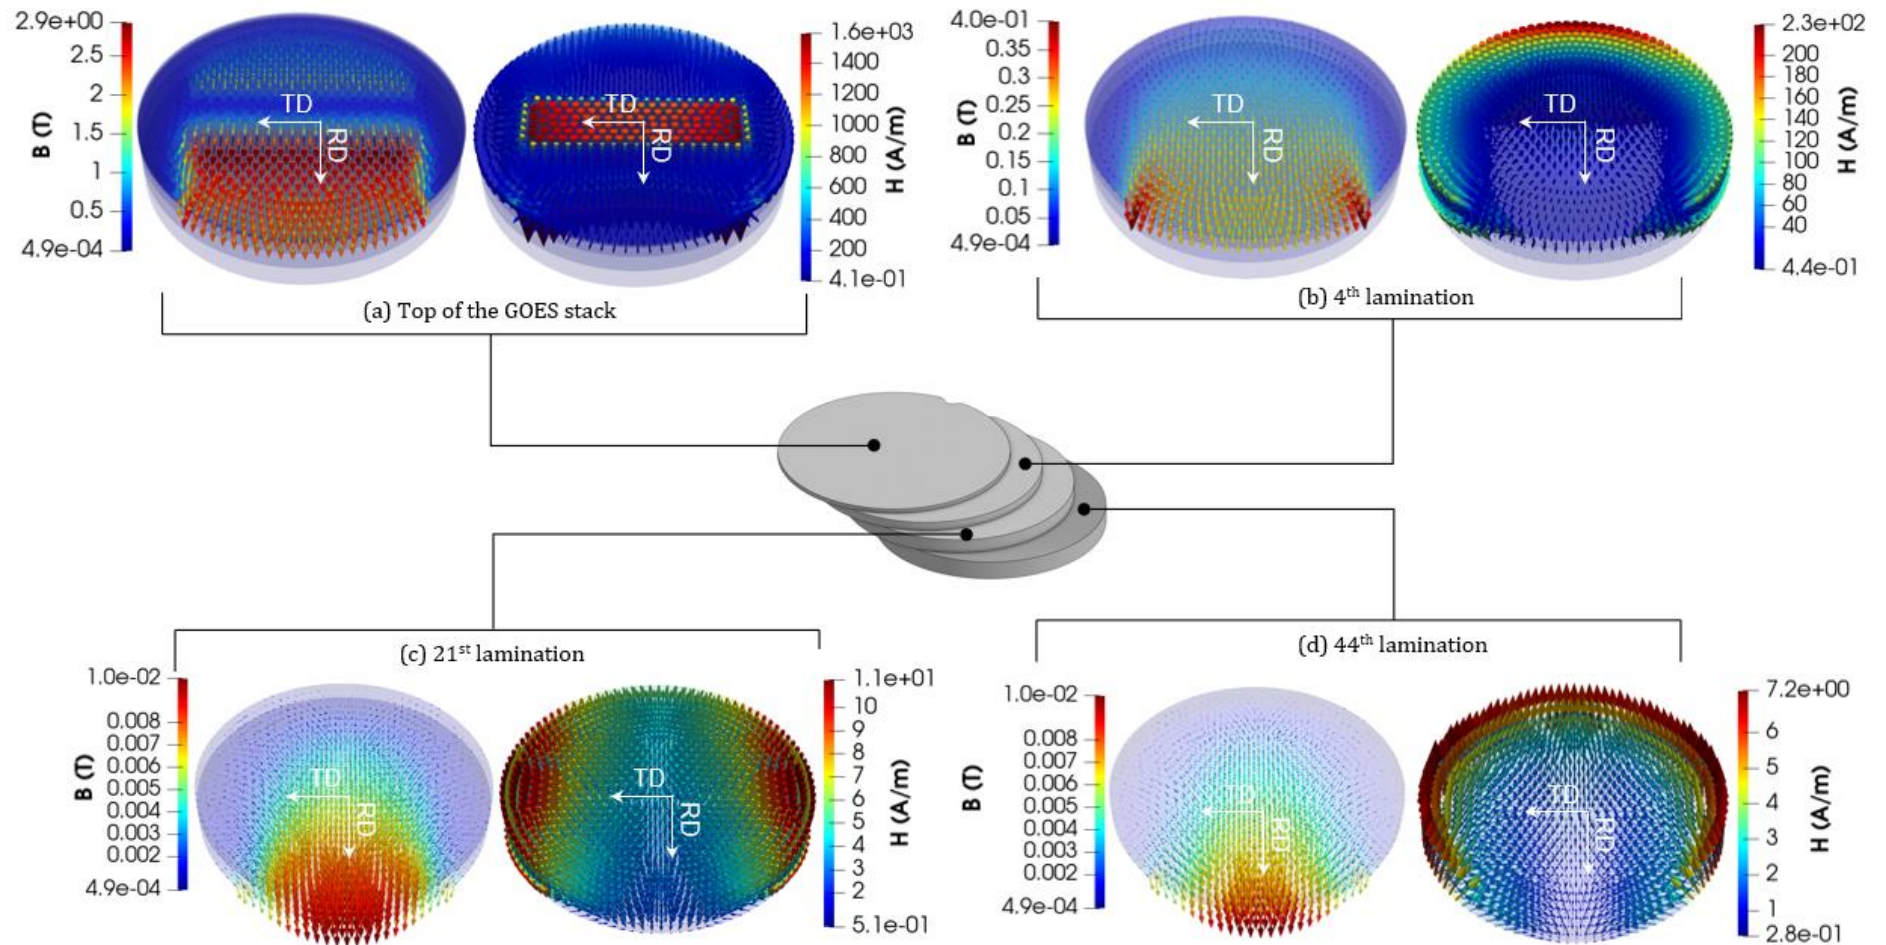 2.9e+00
2.5
2
1.5
1
0.5
4.9e-04
B (T)
TD
RD
TD
RD
1.6e+03
1400
1200
1000
800
600
400
200
4.1e-01
H (A/m)
(a) Top of the GOES stack
4.0e-01
0.35
0.3
0.25
0.2
0.15
0.1
0.05
4.9e-04
B (T)
TD
RD
TD
RD
2.3e+02
200
180
160
140
120
100
80
60
40
4.4e-01
H (A/m)
(b) 4th lamination
(c) 21st lamination
1.0e-02
0.008
0.007
0.006
0.005
0.004
0.003
0.002
4.9e-04
B (T)
TD
RD
TD
RD
1.1e+01
10
9
8
7
6
5
4
3
2
5.1e-01
H (A/m)
(d) 44th lamination
1.0e-02
0.008
0.007
0.006
0.005
0.004
0.003
0.002
4.9e-04
B (T)
TD
RD
TD
RD
7.2e+00
6
5
4
3
2
1
2.8e-01
H (A/m)